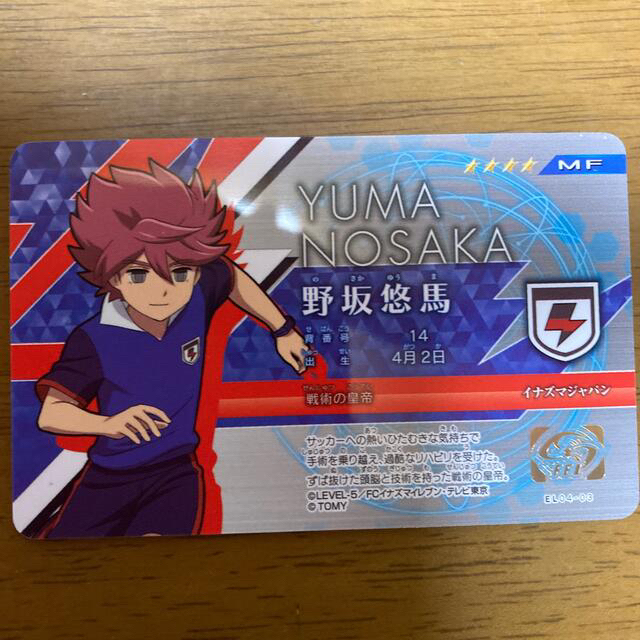 MF
YUMA
NOSAKA
の さか ゆう ま
野坂悠馬
せ ばん ごう
背番号 14
しゅっ せい がつ か
出生 4月2日
せんじゅつ こうてい
戦術の皇帝
イナズマジャパン
サッカーへの熱いひたむきな気持ちで
手術を乗り越え、過酷なリハビリを受けた。
ずば抜けた頭脳と技術を持った戦術の皇帝。
©LEVEL-5/FCイナズマイレブン・テレビ東京
© TOMY
FFI
EL04-03